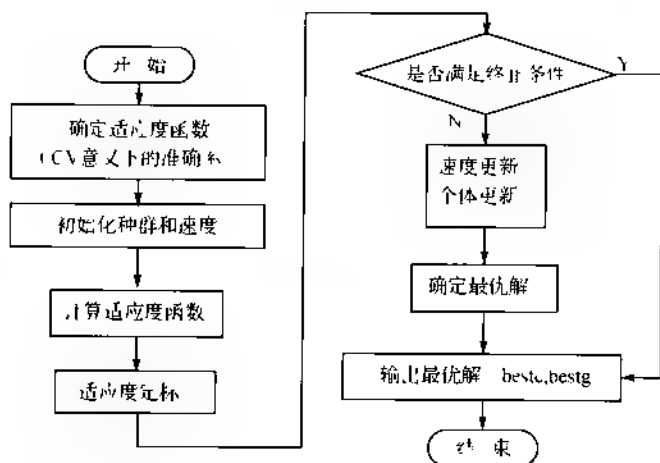 开 始
确定适应度函数
CV意义下的准确
初始化种群和速度
计算适应度函数
适应度定标
是否满足终止条件
Y
N
速度更新
个体更新
确定最优解
输出最优解 bestc,bestg
结 束